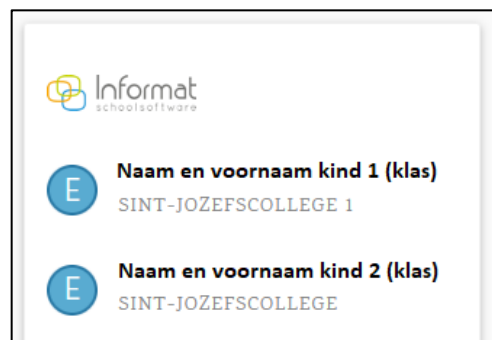 Informat
schoolsoftware
E
Naam en voornaam kind 1 (klas)
SINT-JOZEFSCOLLEGE 1
E
Naam en voornaam kind 2 (klas)
SINT-JOZEFSCOLLEGE